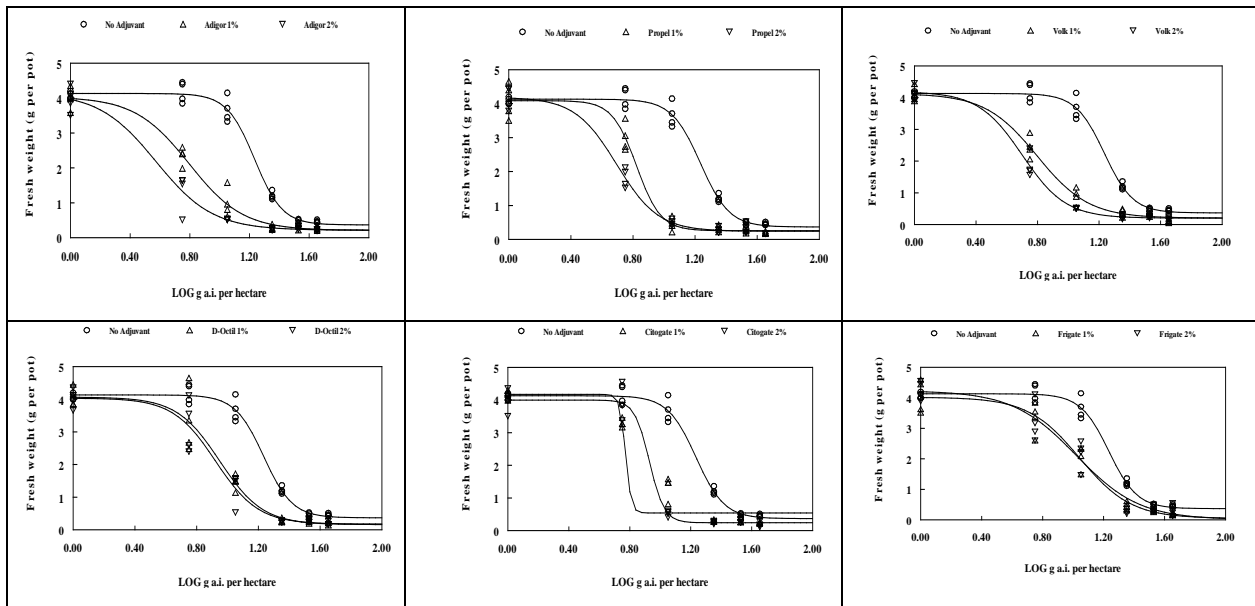 No Adjuvant Adigor 1% Adigor 2%
Fresh weight (g per pot)
5
4
3
2
1
0
0.00 0.40 0.80 1.20 1.60 2.00
LOG g a.i. per hectare
No Adjuvant Propel 1% Propel 2%
Fresh weight (g per pot)
5
4
3
2
1
0
0.00 0.40 0.80 1.20 1.60 2.00
LOG g a.i. per hectare
No Adjuvant Volk 1% Volk 2%
Fresh weight (g per pot)
5
4
3
2
1
0
0.00 0.40 0.80 1.20 1.60 2.00
LOG g a.i. per hectare
No Adjuvant D-Octil 1% D-Octil 2%
Fresh weight (g per pot)
5
4
3
2
1
0
0.00 0.40 0.80 1.20 1.60 2.00
LOG g a.i. per hectare
No Adjuvant Citogate 1% Citogate 2%
Fresh weight (g per pot)
5
4
3
2
1
0
0.00 0.40 0.80 1.20 1.60 2.00
LOG g a.i. per hectare
No Adjuvant Frigate 1% Frigate 2%
Fresh weight (g per pot)
5
4
3
2
1
0
0.00 0.40 0.80 1.20 1.60 2.00
LOG g a.i. per hectare